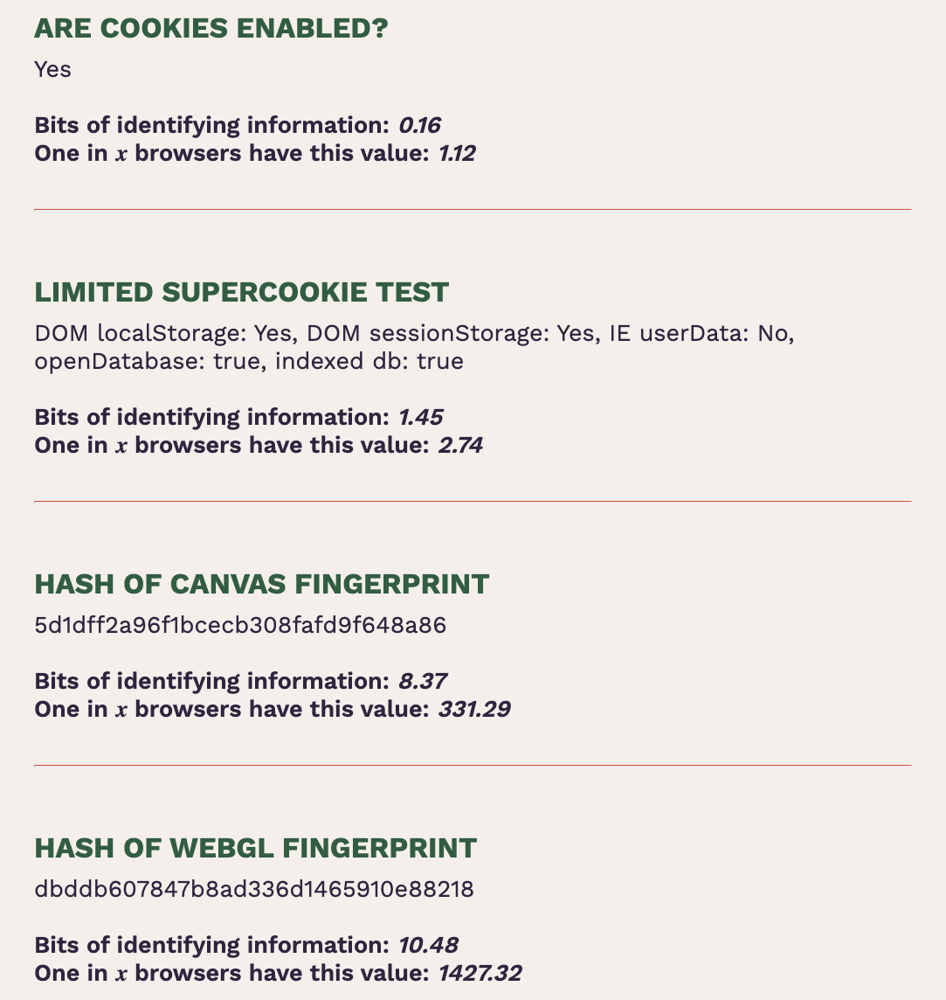 ARE COOKIES ENABLED?
Yes
Bits of identifying information: 0.16
One in x browsers have this value: 1.12
LIMITED SUPERCOOKIE TEST
DOM localStorage: Yes, DOM sessionStorage: Yes, IE userData: No,
openDatabase: true, indexed db: true
Bits of identifying information: 1.45
One in x browsers have this value: 2.74
HASH OF CANVAS FINGERPRINT
5d1dff2a96f1bcecb308fafd9f648a86
Bits of identifying information: 8.37
One in x browsers have this value: 331.29
HASH OF WEBGL FINGERPRINT
dbddb607847b8ad336d1465910e88218
Bits of identifying information: 10.48
One in x browsers have this value: 1427.32